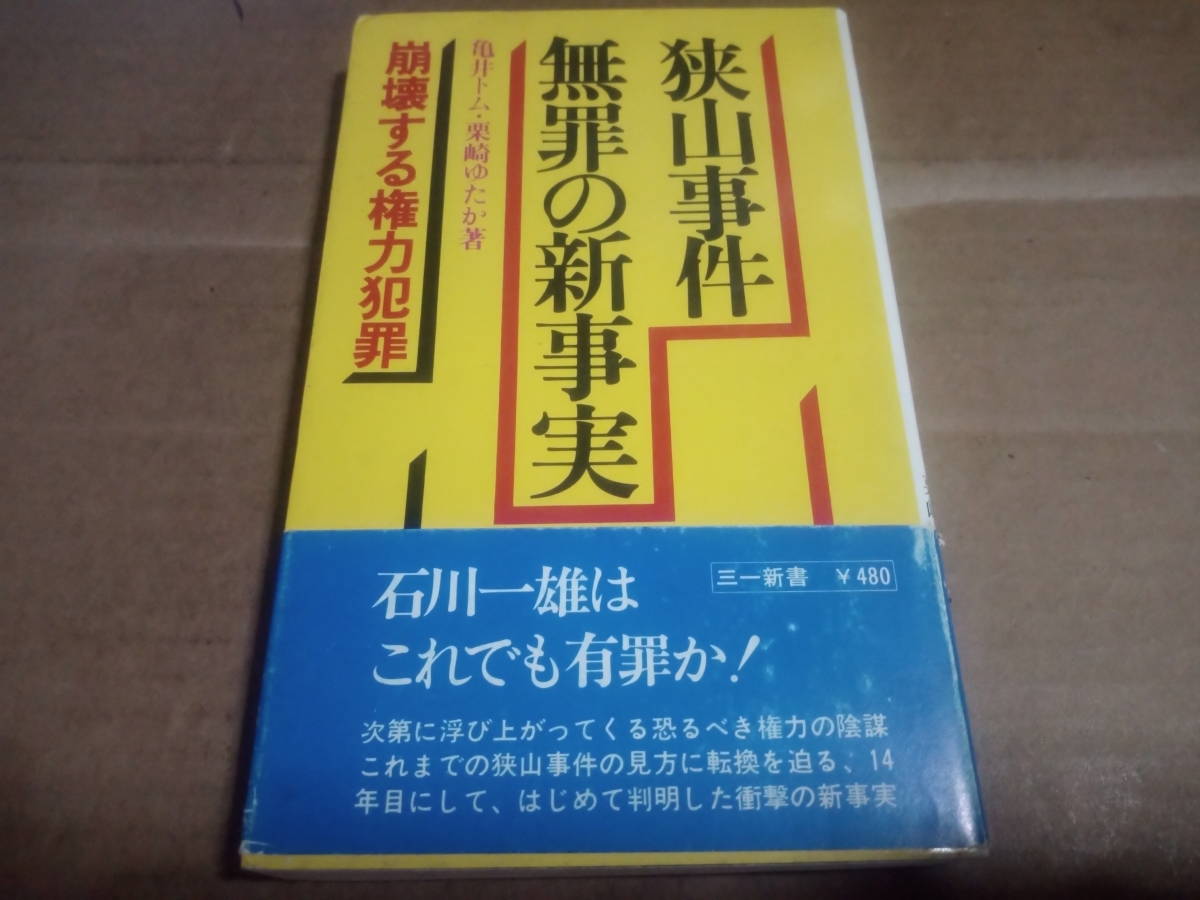 狭山事件
無罪の新事実
亀井トム・栗崎ゆたか著
崩壊する権力犯罪
三一新書 ￥480
石川一雄は
これでも有罪か！
次第に浮び上がってくる恐るべき権力の陰謀
これまでの狭山事件の見方に転換を迫る、14
年目にして、はじめて判明した衝撃の新事実